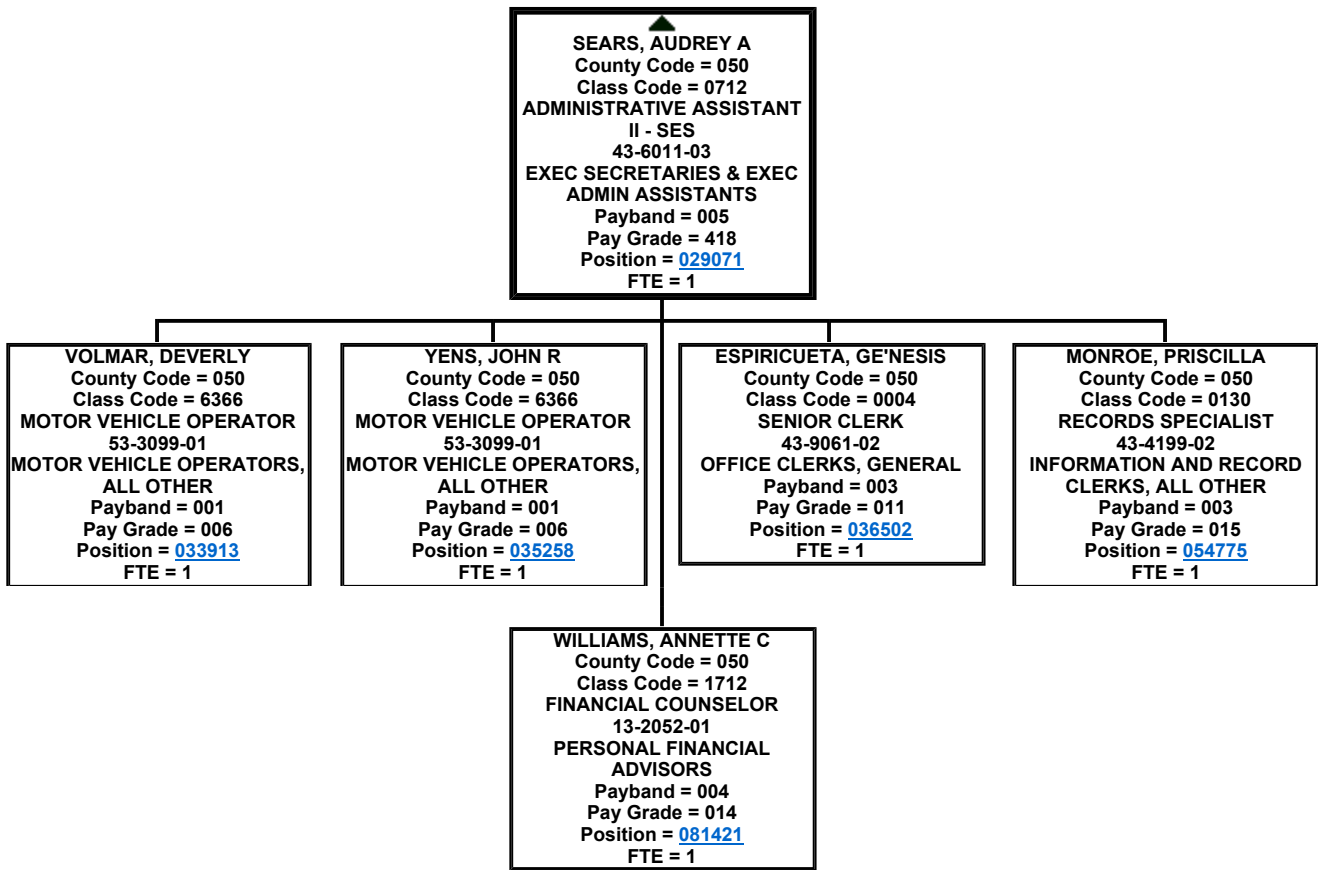 SEARS, AUDREY A
County Code = 050
Class Code = 0712
ADMINISTRATIVE ASSISTANT
II - SES
43-6011-03
EXEC SECRETARIES & EXEC
ADMIN ASSISTANTS
Payband = 005
Pay Grade = 418
Position = 029071
FTE = 1
VOLMAR, DEVERLY
County Code = 050
Class Code = 6366
MOTOR VEHICLE OPERATOR
53-3099-01
MOTOR VEHICLE OPERATORS,
ALL OTHER
Payband = 001
Pay Grade = 006
Position = 033913
FTE = 1
YENS, JOHN R
County Code = 050
Class Code = 6366
MOTOR VEHICLE OPERATOR
53-3099-01
MOTOR VEHICLE OPERATORS,
ALL OTHER
Payband = 001
Pay Grade = 006
Position = 035258
FTE = 1
ESPIRICUETA, GE'NESIS
County Code = 050
Class Code = 0004
SENIOR CLERK
43-9061-02
OFFICE CLERKS, GENERAL
Payband = 003
Pay Grade = 011
Position = 036502
FTE = 1
MONROE, PRISCILLA
County Code = 050
Class Code = 0130
RECORDS SPECIALIST
43-4199-02
INFORMATION AND RECORD
CLERKS, ALL OTHER
Payband = 003
Pay Grade = 015
Position = 054775
FTE = 1
WILLIAMS, ANNETTE C
County Code = 050
Class Code = 1712
FINANCIAL COUNSELOR
13-2052-01
PERSONAL FINANCIAL
ADVISORS
Payband = 004
Pay Grade = 014
Position = 081421
FTE = 1